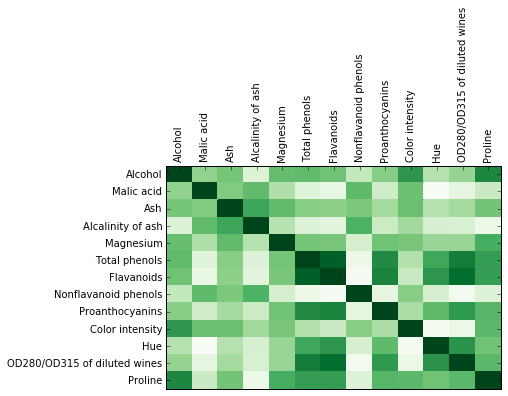 Alcohol
Malic acid
Ash
Alcalinity of ash
Magnesium
Total phenols
Flavanoids
Nonflavanoid phenols
Proanthocyanins
Color intensity
Hue
OD280/OD315 of diluted wines
Proline
Alcohol
Malic acid
Ash
Alcalinity of ash
Magnesium
Total phenols
Flavanoids
Nonflavanoid phenols
Proanthocyanins
Color intensity
Hue
OD280/OD315 of diluted wines
Proline